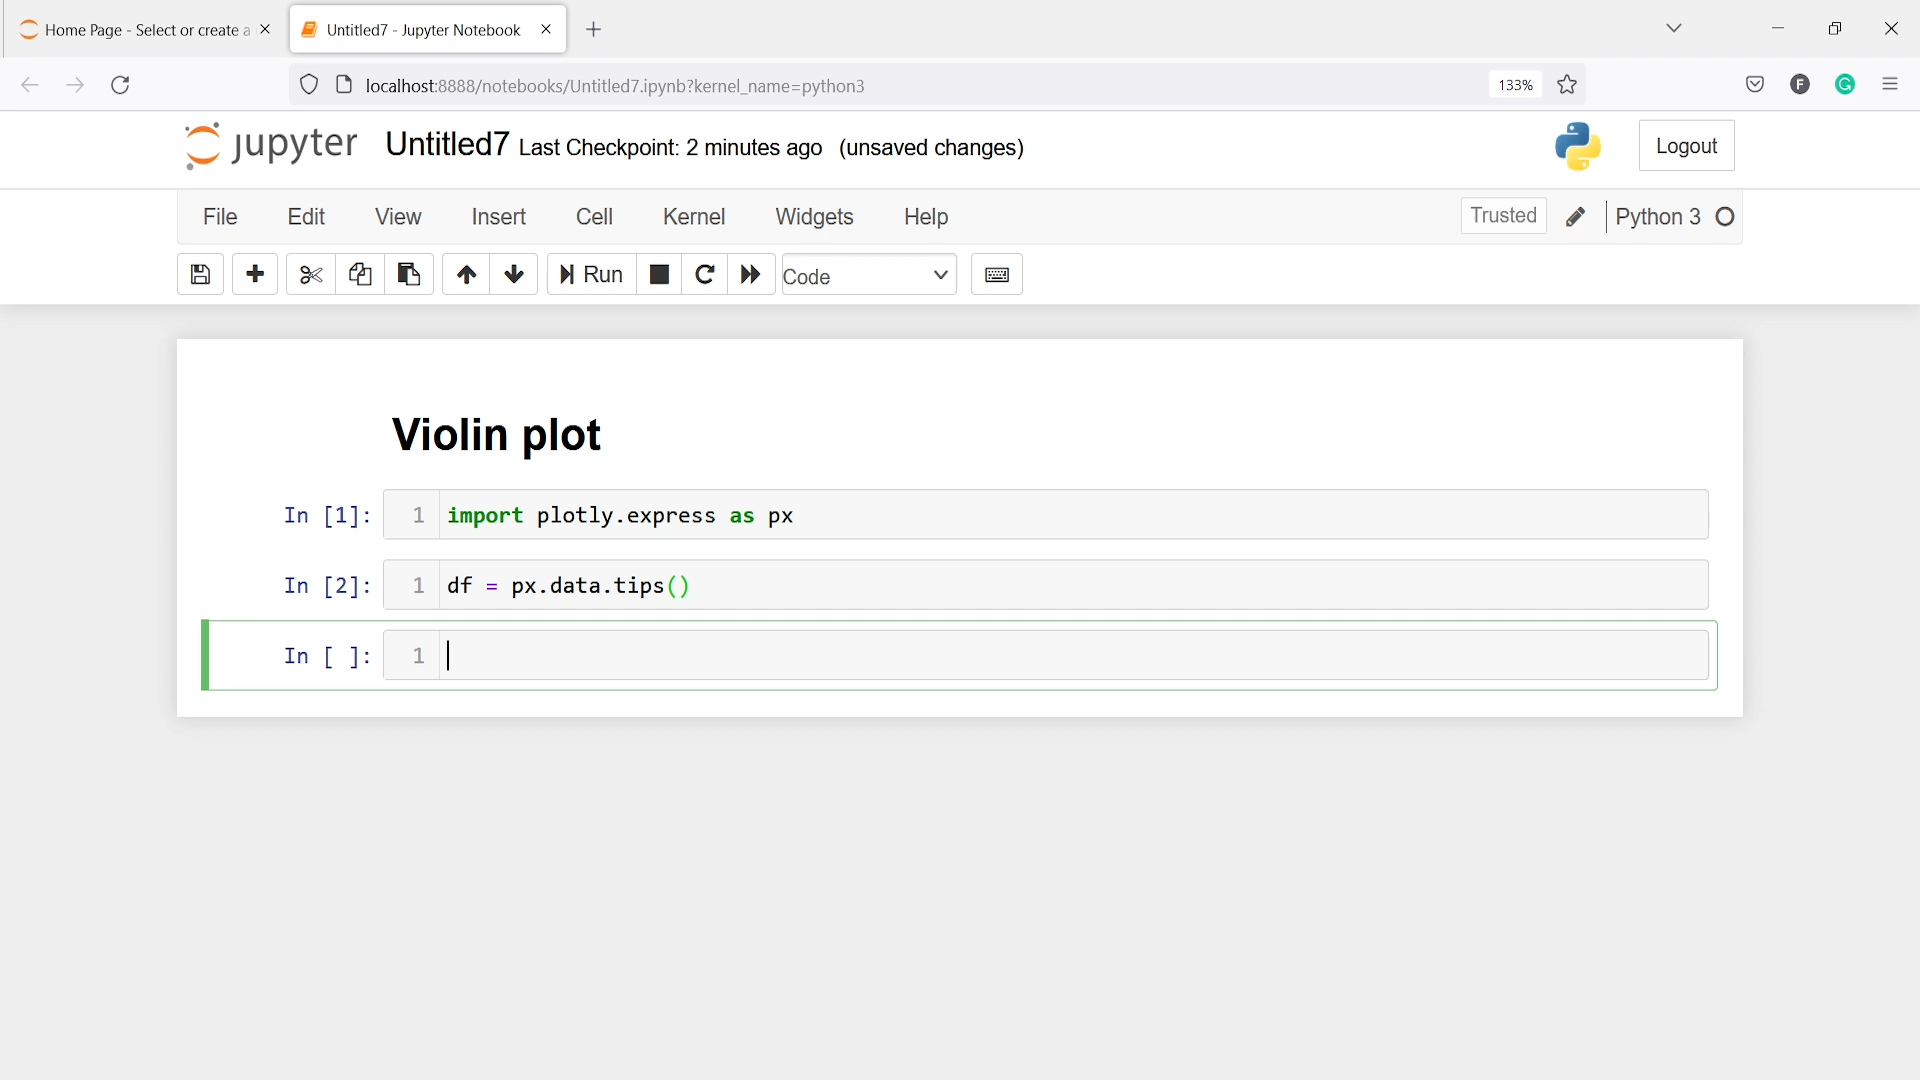 Home Page - Select or create a
Untitled7 - Jupyter Notebook
localhost:8888/notebooks/Untitled7.ipynb?kernel_name=python3
133%
F
G
jupyter
Untitled7 Last Checkpoint: 2 minutes ago (unsaved changes)
Logout
File Edit View Insert Cell Kernel Widgets Help
Trusted
Python 3
Run
Code
Violin plot
In [1]: 1 import plotly.express as px
In [2]: 1 df = px.data.tips()
In [ ]: 1